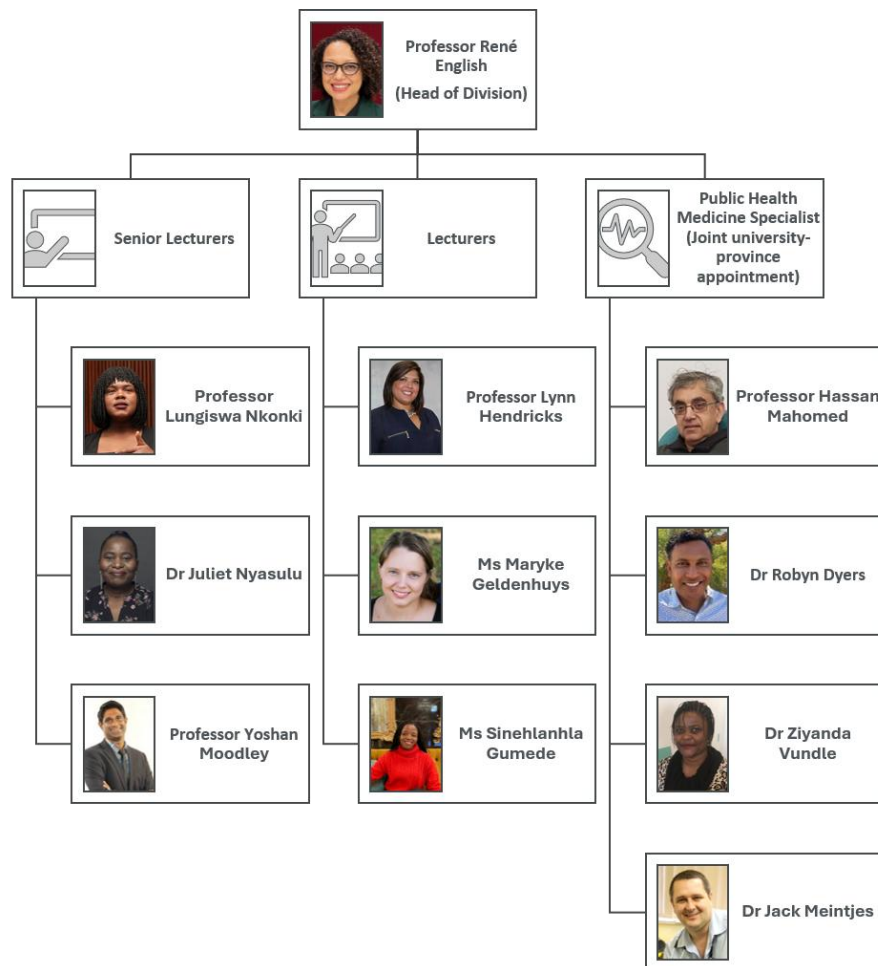 Professor René
English
(Head of Division)
Senior Lecturers
Lecturers
Public Health
Medicine Specialist
(Joint university-
province
appointment)
Professor
Lungiswa Nkonki
Professor Lynn
Hendricks
Professor Hassan
Mahomed
Dr Juliet Nyasulu
Ms Maryke
Geldenhuys
Dr Robyn Dyers
Professor Yoshan
Moodley
Ms Sinehlanhla
Gumede
Dr Ziyanda
Vundle
Dr Jack Meintjes